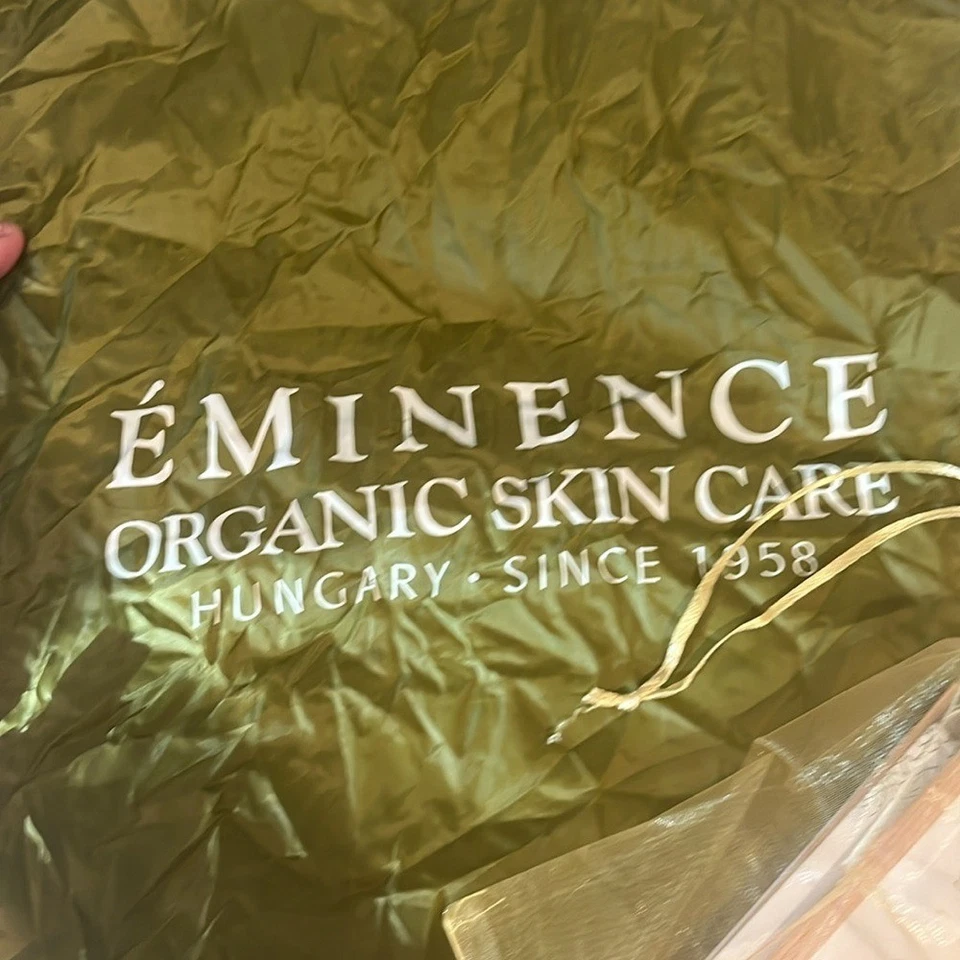 ÉMINENCE
ORGANIC SKIN CARE
HUNGARY · SINCE 1958